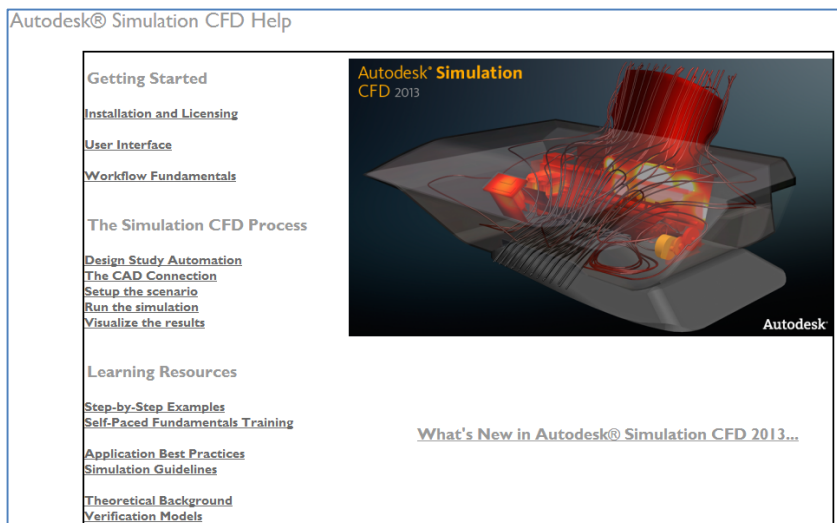 Autodesk® Simulation CFD Help
Getting Started
Installation and Licensing
User Interface
Workflow Fundamentals
The Simulation CFD Process
Design Study Automation
The CAD Connection
Setup the scenario
Run the simulation
Visualize the results
Learning Resources
Step-by-Step Examples
Self-Paced Fundamentals Training
Application Best Practices
Simulation Guidelines
Theoretical Background
Verification Models
Autodesk® Simulation
CFD 2013
Autodesk®
What's New in Autodesk® Simulation CFD 2013...